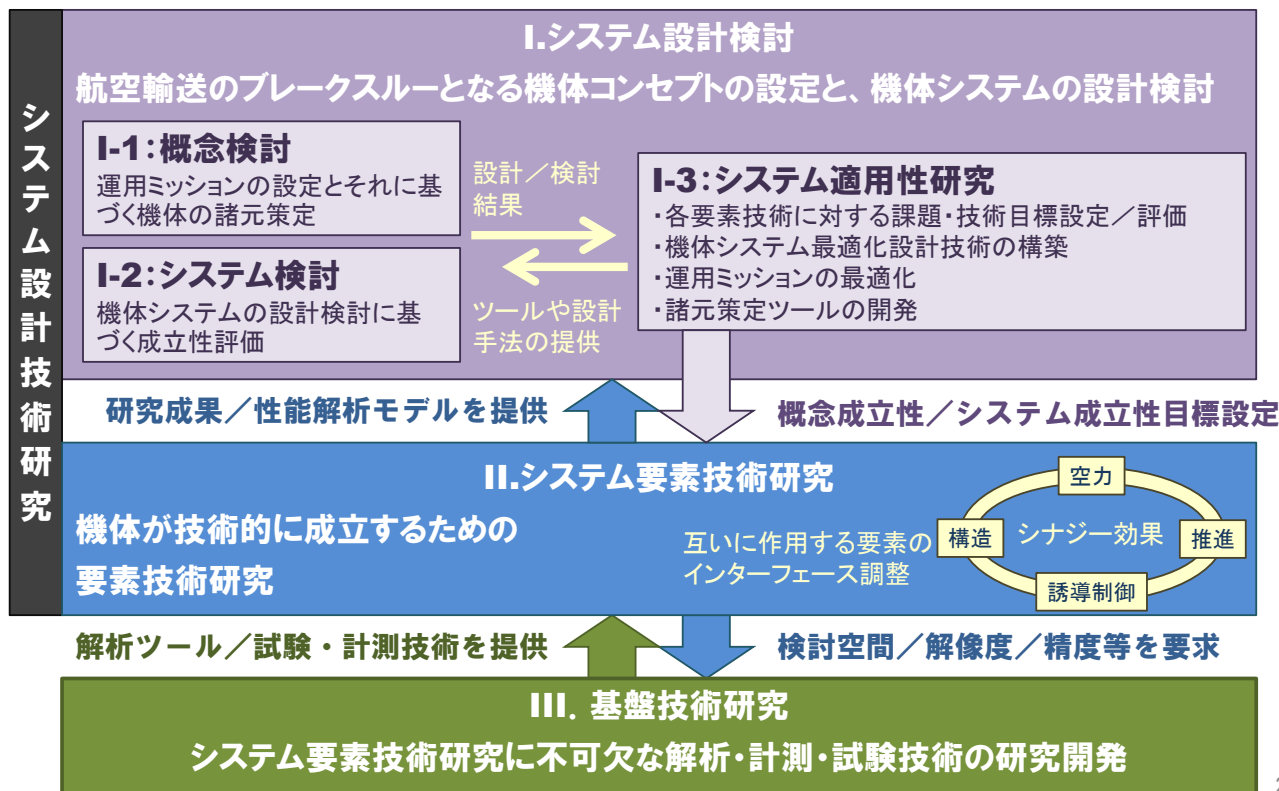 システム設計技術研究
I.システム設計検討
航空輸送のブレークスルーとなる機体コンセプトの設定と、機体システムの設計検討
I-1:概念検討
運用ミッションの設定とそれに基
づく機体の諸元策定
I-2:システム検討
機体システムの設計検討に基
づく成立性評価
設計／検討
結果
ツールや設計
手法の提供
I-3:システム適用性研究
・各要素技術に対する課題・技術目標設定／評価
・機体システム最適化設計技術の構築
・運用ミッションの最適化
・諸元策定ツールの開発
研究成果／性能解析モデルを提供
概念成立性／システム成立性目標設定
II.システム要素技術研究
機体が技術的に成立するための
要素技術研究
互いに作用する要素の
インターフェース調整
空力
構造
シナジー効果
推進
誘導制御
解析ツール／試験・計測技術を提供
検討空間／解像度／精度等を要求
III. 基盤技術研究
システム要素技術研究に不可欠な解析・計測・試験技術の研究開発